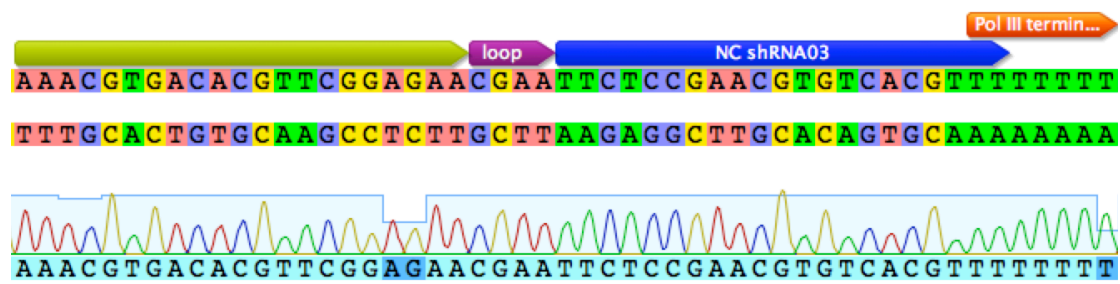 Pol III termin...
loop
NC shRNA03
AAACGTGACACGTTCGGAGAACGAATTCTCCGAACGTGTCACGTTTTTTTT
TTTGCACTGTGCAAGCCTCTTGCTTAAGAGGCTTGCACAGTGCAAAAAAAA
AAACGTGACACGTTCGGAGAACGAATTCTCCGAACGTGTCACGTTTTTTTT